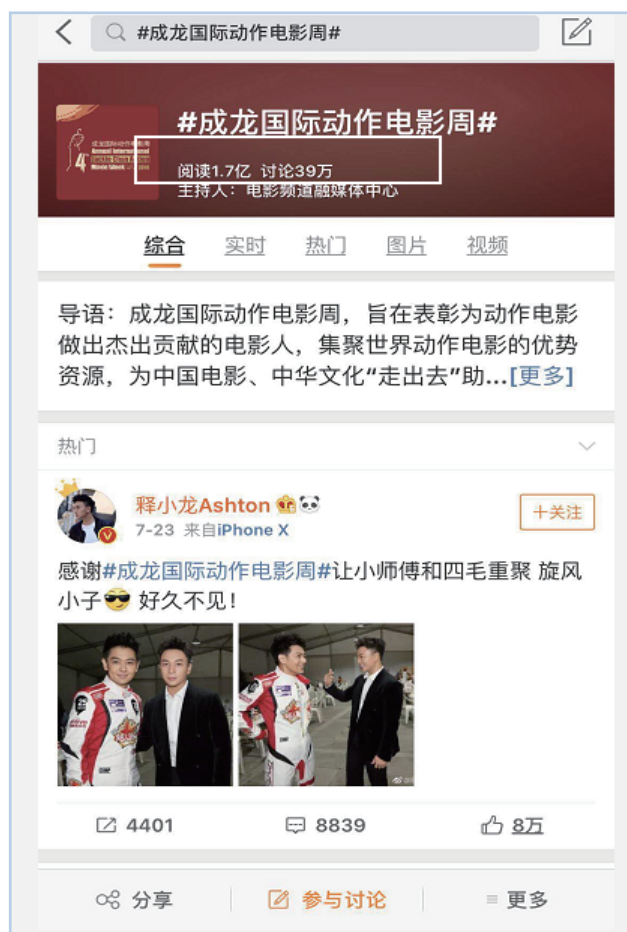 #成龙国际动作电影周#
#成龙国际动作电影周#
阅读1.7亿 讨论39万
主持人：电影频道融媒体中心
综合 实时 热门 图片 视频
导语：成龙国际动作电影周，旨在表彰为动作电影
做出杰出贡献的电影人，集聚世界动作电影的优势
资源，为中国电影、中华文化“走出去”助...[更多]
热门
释小龙Ashton
7-23 来自iPhone X
十关注
感谢#成龙国际动作电影周#让小师傅和四毛重聚 旋风
小子 好久不见！
4401 8839 8万
分享 参与讨论 更多